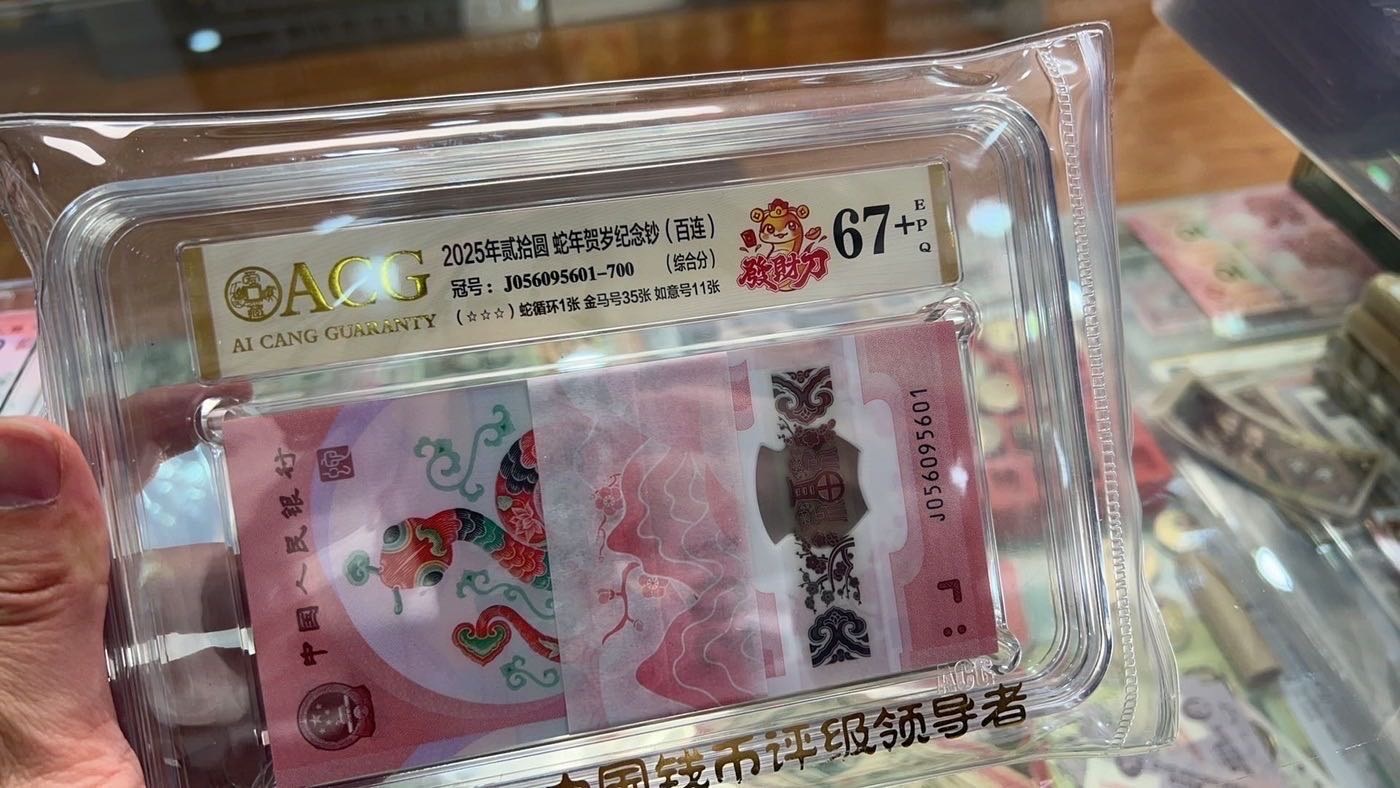 ACG
AI CANG GUARANTY
2025年贰拾圆 蛇年贺岁纪念钞（百连）
冠号：J056095601-700 （综合分）
（☆☆☆）蛇循环1张 金马号35张 如意号11张
發財刀
67+
EPQ
中国人民银行
J056095601
ACG
中国钱币评级领导者